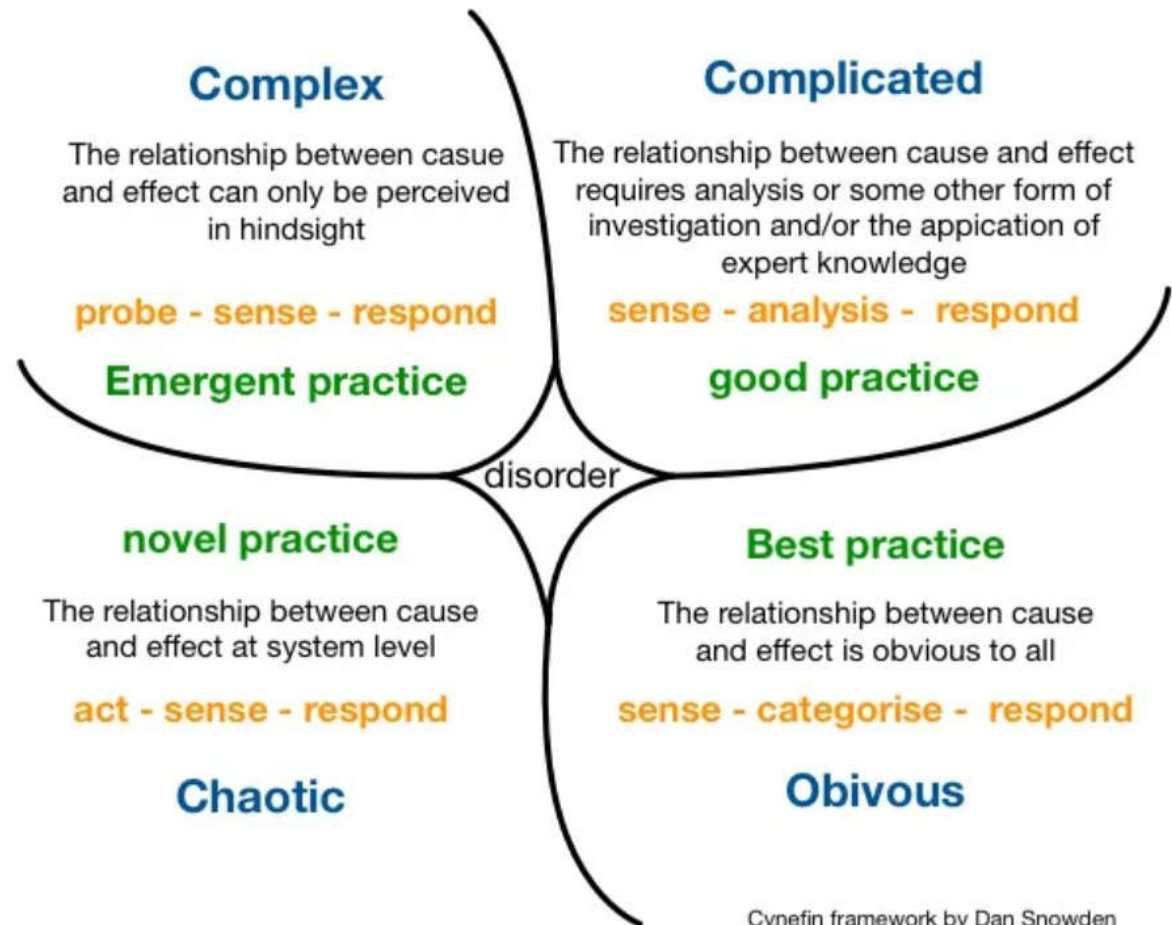 Complex
The relationship between casue
and effect can only be perceived
in hindsight
probe - sense - respond
Emergent practice
Complicated
The relationship between cause and effect
requires analysis or some other form of
investigation and/or the appication of
expert knowledge
sense - analysis - respond
good practice
disorder
novel practice
The relationship between cause
and effect at system level
act - sense - respond
Chaotic
Best practice
The relationship between cause
and effect is obvious to all
sense - categorise - respond
Obivous
Cynefin framework by Dan Snowden